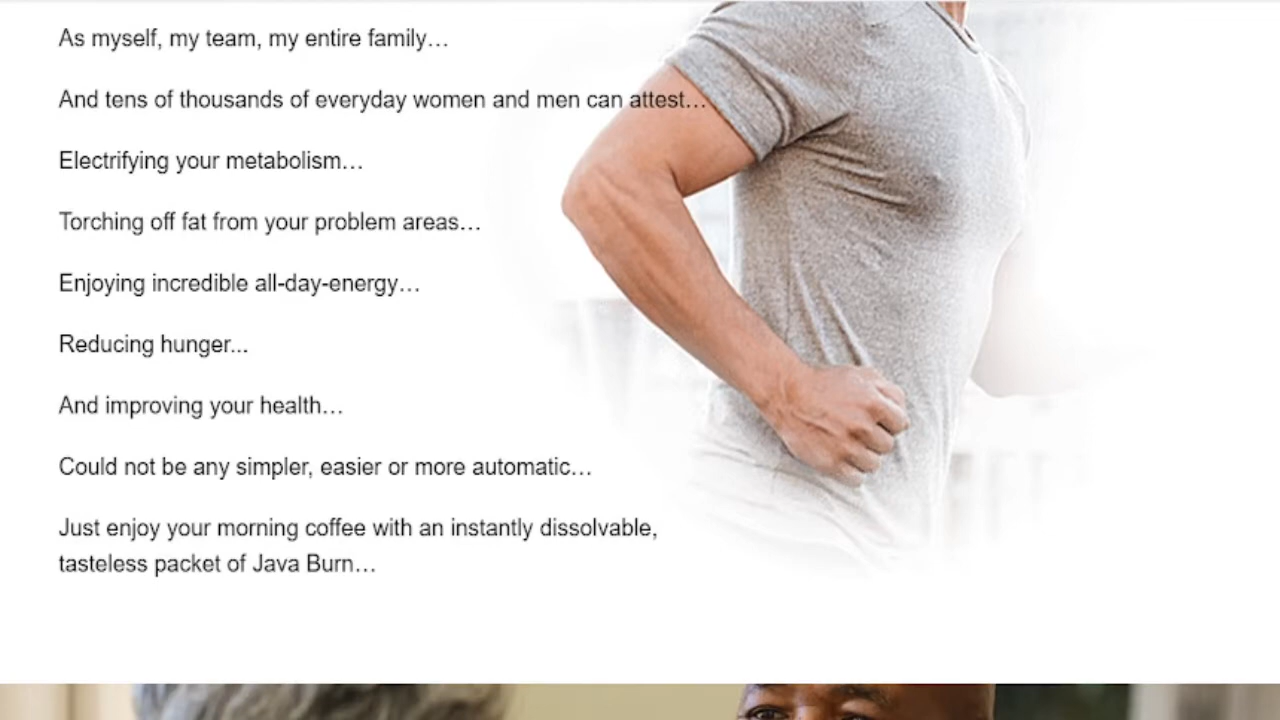 As myself, my team, my entire family…
And tens of thousands of everyday women and men can attest…
Electrifying your metabolism…
Torching off fat from your problem areas…
Enjoying incredible all-day-energy…
Reducing hunger...
And improving your health…
Could not be any simpler, easier or more automatic…
Just enjoy your morning coffee with an instantly dissolvable,
tasteless packet of Java Burn…